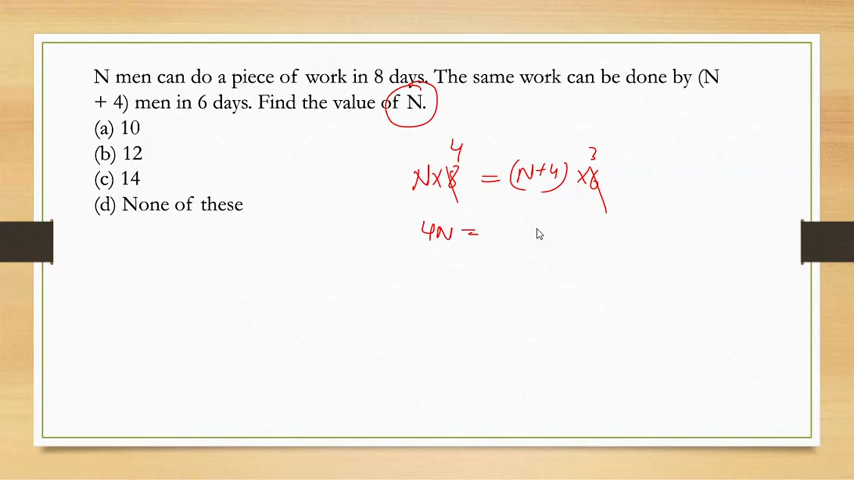 N men can do a piece of work in 8 days. The same work can be done by (N
+ 4) men in 6 days. Find the value of N.
(a) 10
(b) 12
(c) 14
(d) None of these
4 3
N×8 = (N+4) ×6
4N =